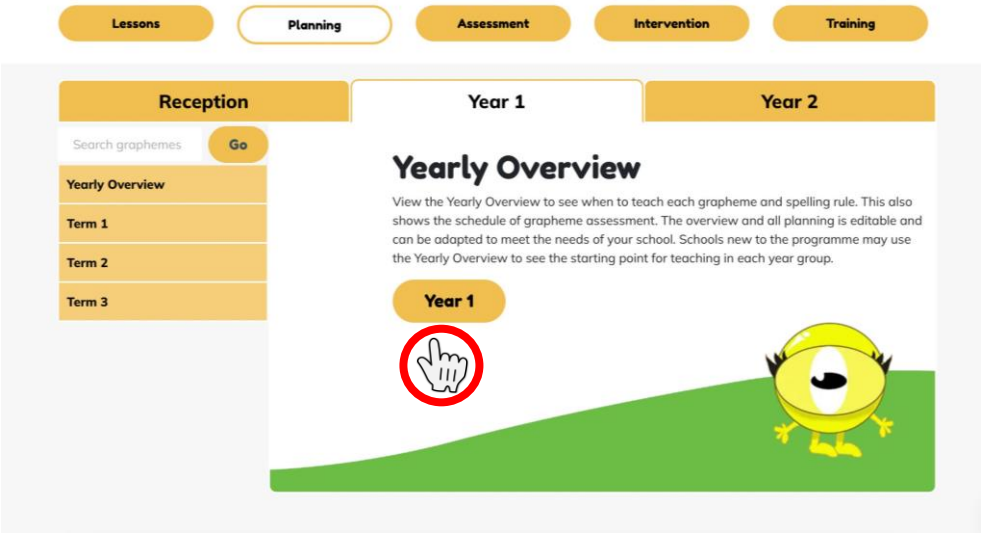 Lessons
Planning
Assessment
Intervention
Training
Reception
Year 1
Year 2
Search graphemes
Go
Yearly Overview
Term 1
Term 2
Term 3
Yearly Overview
View the Yearly Overview to see when to teach each grapheme and spelling rule. This also
shows the schedule of grapheme assessment. The overview and all planning is editable and
can be adapted to meet the needs of your school. Schools new to the programme may use
the Yearly Overview to see the starting point for teaching in each year group.
Year 1